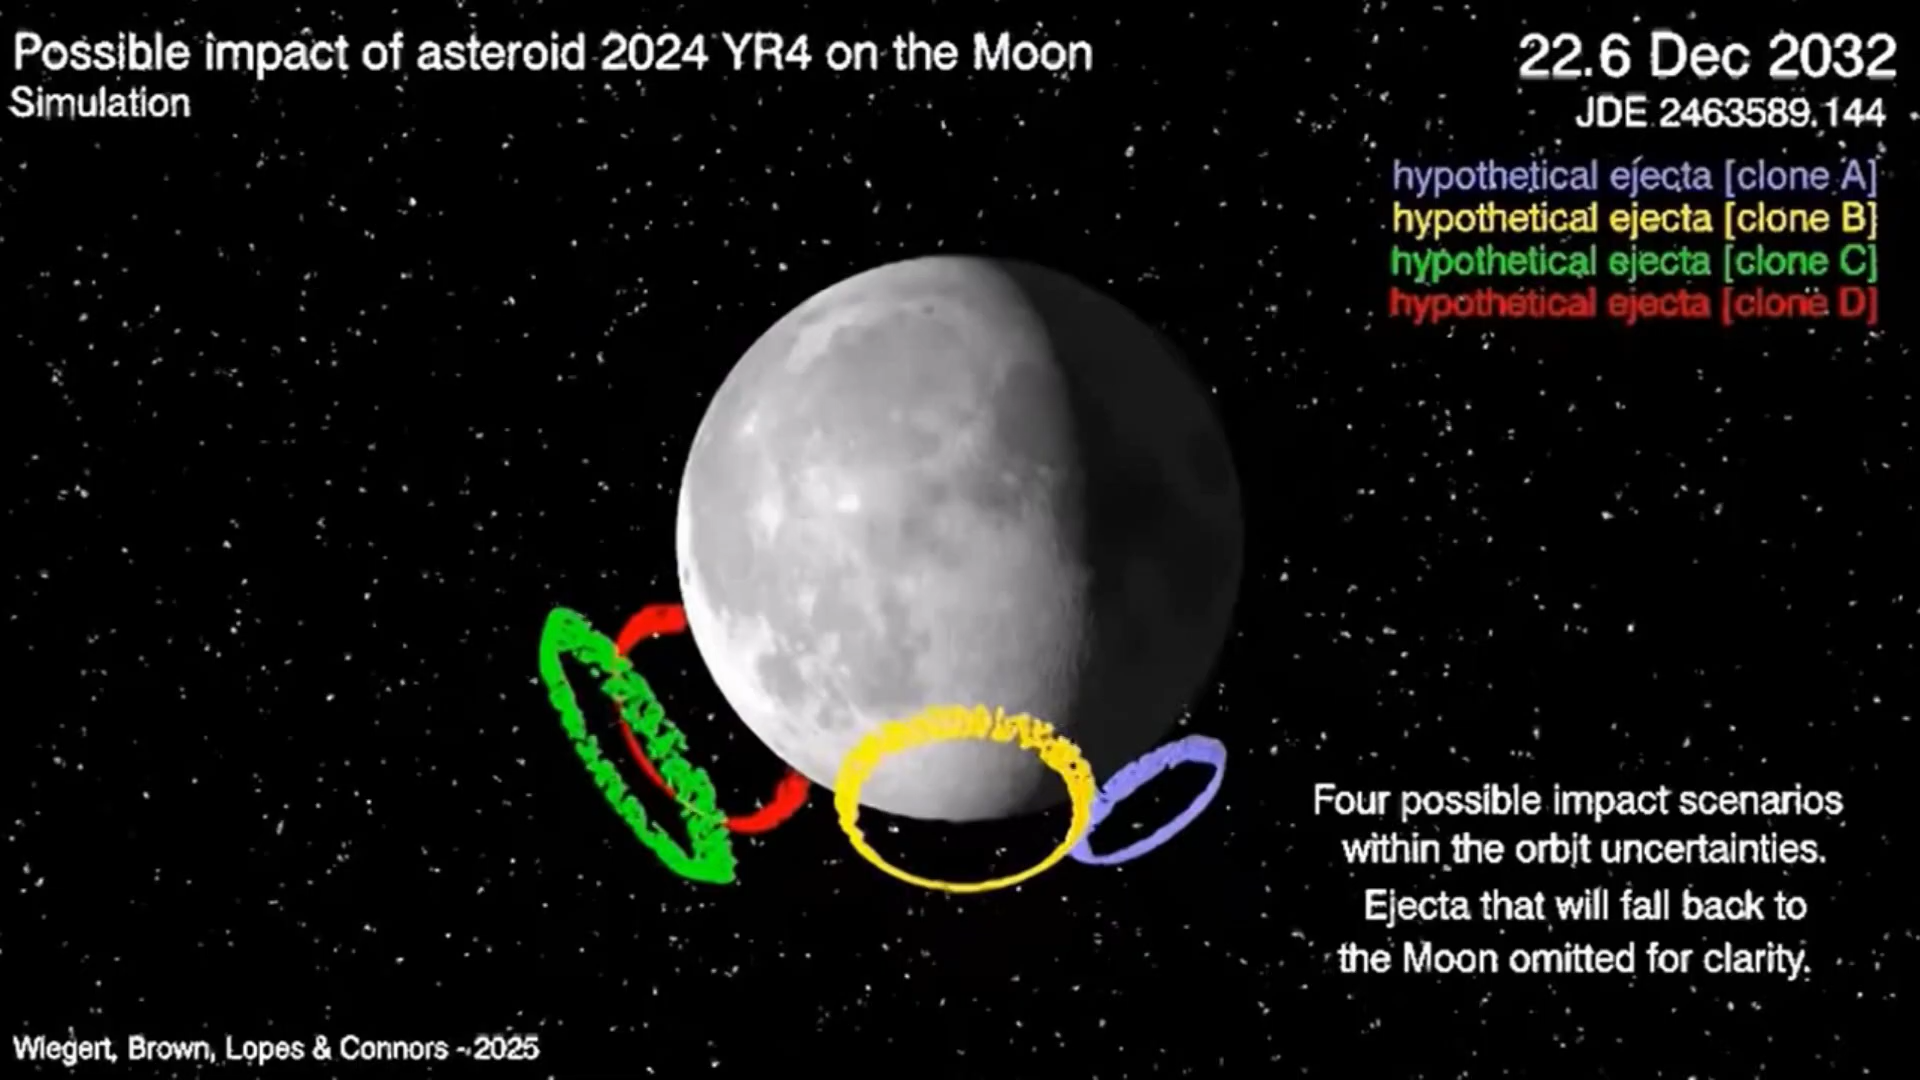 Possible impact of asteroid 2024 YR4 on the Moon
Simulation
22.6 Dec 2032
JDE 2463589.144
hypothetical ejecta [clone A]
hypothetical ejecta [clone B]
hypothetical ejecta [clone C]
hypothetical ejecta [clone D]
Four possible impact scenarios
within the orbit uncertainties.
Ejecta that will fall back to
the Moon omitted for clarity.
Wiegert, Brown, Lopes & Connors - 2025